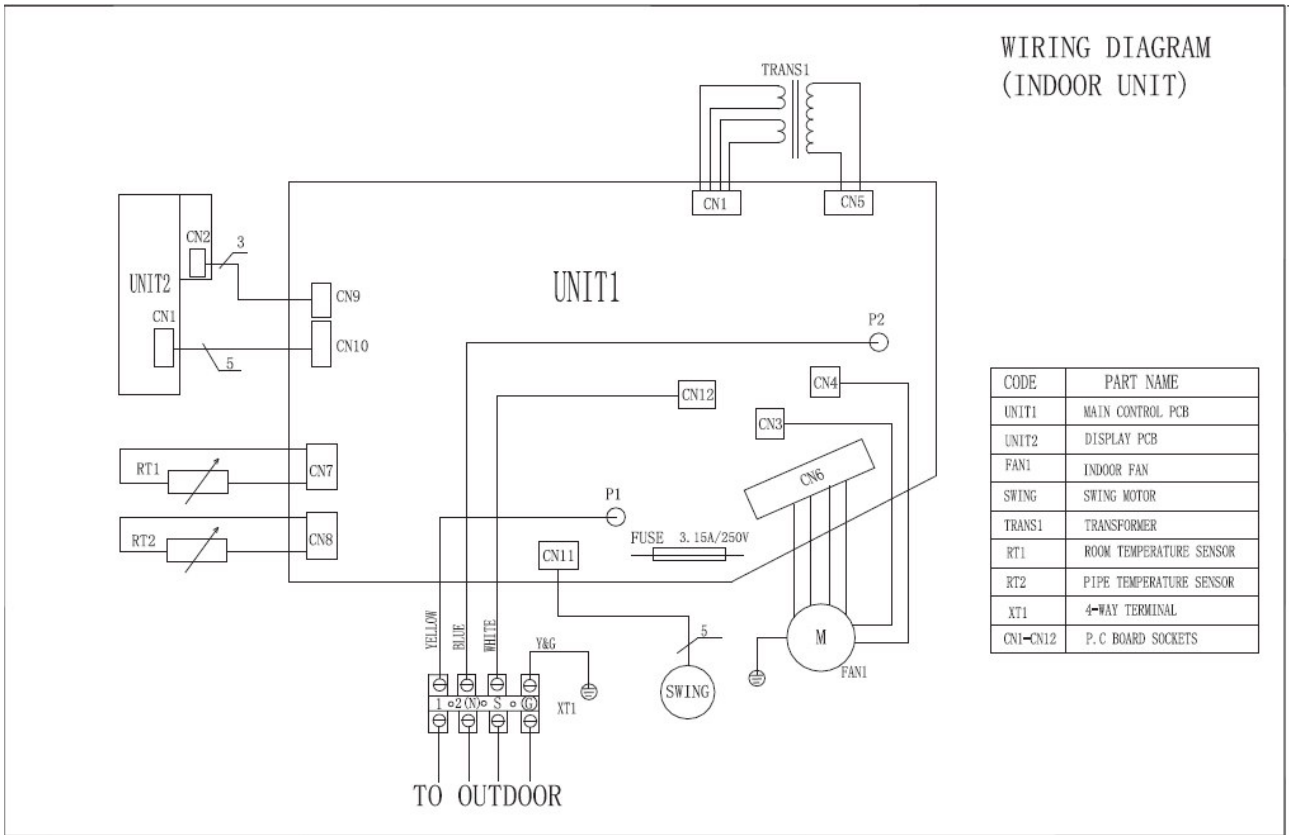 WIRING DIAGRAM
(INDOOR UNIT)
TRANS1
CN1
CN5
CN2
3
UNIT2
CN1
5
CN9
CN10
UNIT1
P2
CN4
CN12
CN3
CN6
RT1
CN7
RT2
CN8
P1
FUSE 3.15A/250V
CN11
YELLOW
BLUE
WHITE
Y&G
5
M
FAN1
SWING
1 2(N) S (G)
XT1
TO OUTDOOR
CODE PART NAME
UNIT1 MAIN CONTROL PCB
UNIT2 DISPLAY PCB
FAN1 INDOOR FAN
SWING SWING MOTOR
TRANS1 TRANSFORMER
RT1 ROOM TEMPERATURE SENSOR
RT2 PIPE TEMPERATURE SENSOR
XT1 4-WAY TERMINAL
CN1-CN12 P.C BOARD SOCKETS